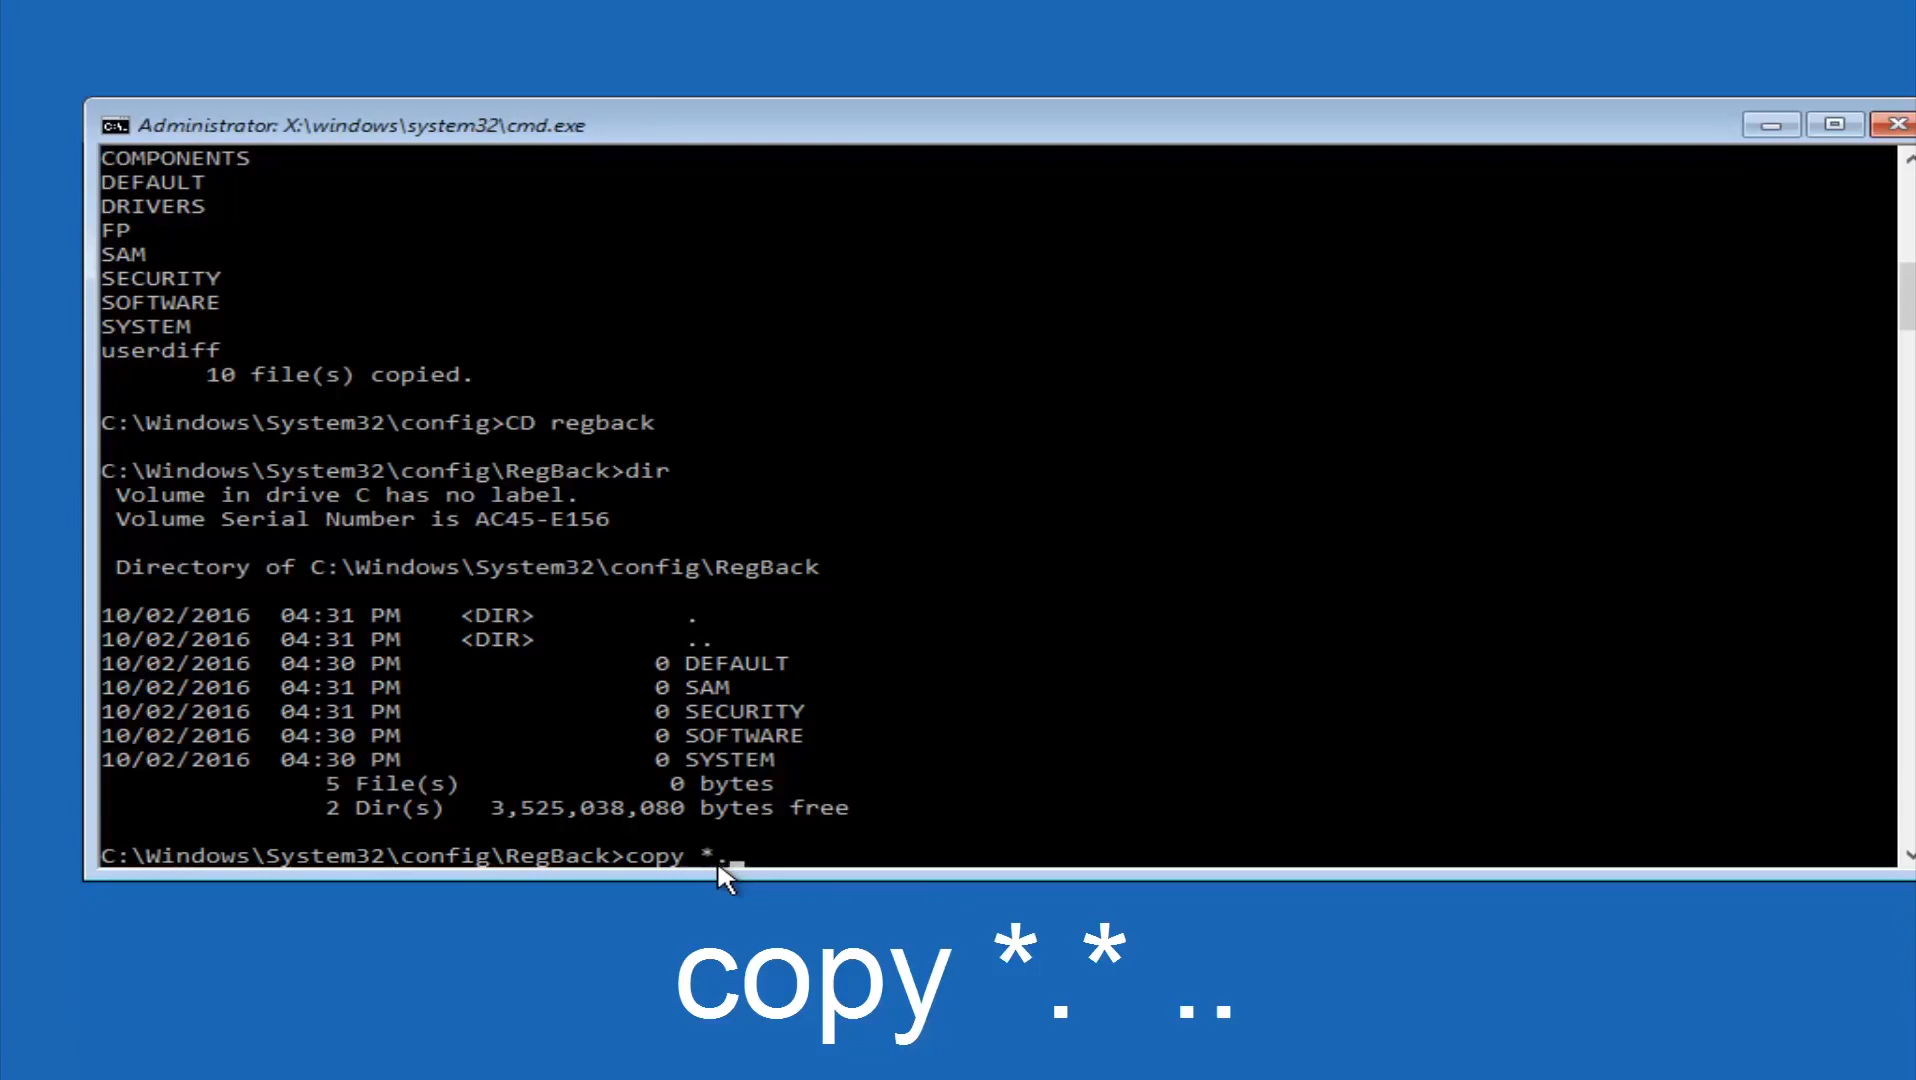 Administrator: X:\windows\system32\cmd.exe
COMPONENTS
DEFAULT
DRIVERS
FP
SAM
SECURITY
SOFTWARE
SYSTEM
userdiff
10 file(s) copied.
C:\Windows\System32\config>CD regback
C:\Windows\System32\config\RegBack>dir
Volume in drive C has no label.
Volume Serial Number is AC45-E156
Directory of C:\Windows\System32\config\RegBack
10/02/2016 04:31 PM <DIR> .
10/02/2016 04:31 PM <DIR> ..
10/02/2016 04:30 PM 0 DEFAULT
10/02/2016 04:31 PM 0 SAM
10/02/2016 04:31 PM 0 SECURITY
10/02/2016 04:30 PM 0 SOFTWARE
10/02/2016 04:30 PM 0 SYSTEM
5 File(s) 0 bytes
2 Dir(s) 3,525,038,080 bytes free
C:\Windows\System32\config\RegBack>copy *.
copy *.* ..